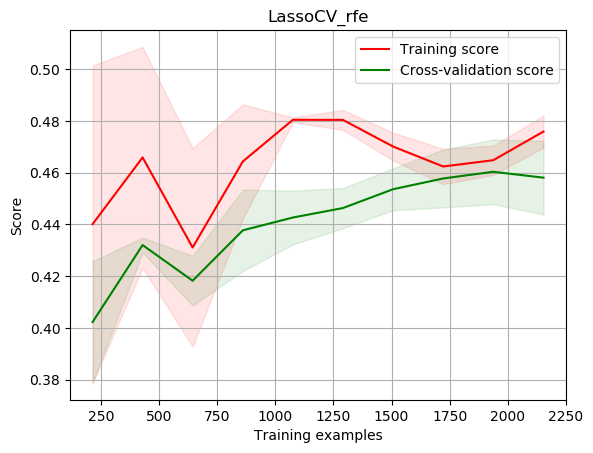 LassoCV_rfe
Training score
Cross-validation score
Score
0.50
0.48
0.46
0.44
0.42
0.40
0.38
250 500 750 1000 1250 1500 1750 2000 2250
Training examples